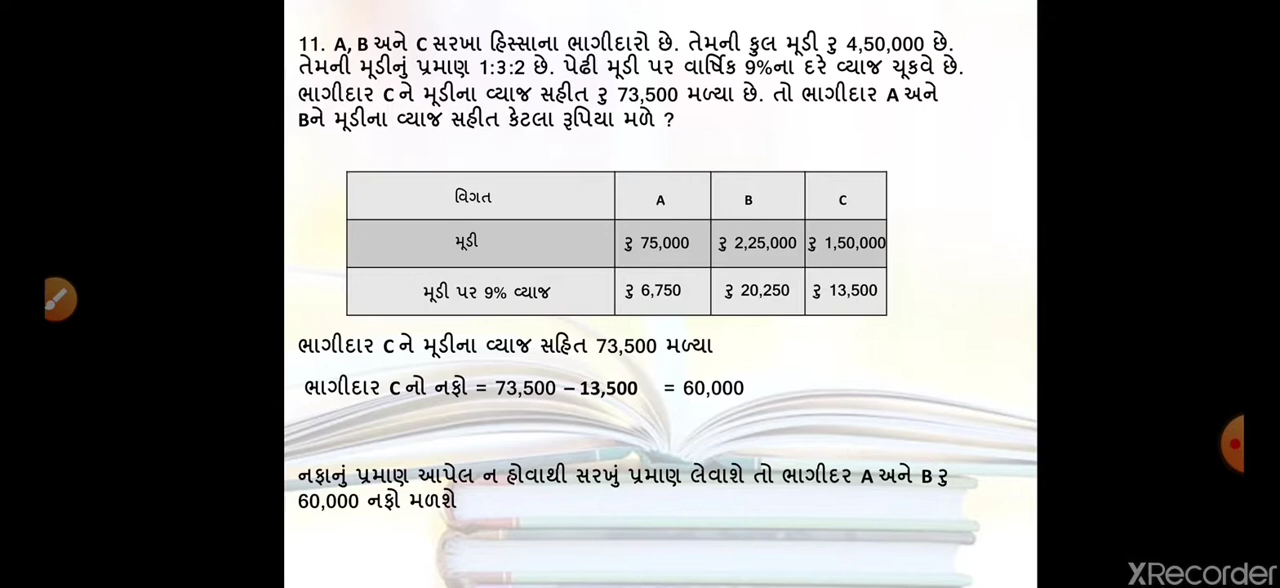 11. A, B અને C સરખા હિસ્સાના ભાગીદારો છે. તેમની કુલ મૂડી રુ 4,50,000 છે.
તેમની મૂડીનું પ્રમાણ 1:3:2 છે. પેઢી મૂડી પર વાર્ષિક 9%ના દરે વ્યાજ ચૂકવે છે.
ભાગીદાર C ને મૂડીના વ્યાજ સહીત રુ 73,500 મળ્યા છે. તો ભાગીદાર A અને
Bને મૂડીના વ્યાજ સહીત કેટલા રૂપિયા મળે ?
વિગત A B C
મૂડી રુ 75,000 રુ 2,25,000 રુ 1,50,000
મૂડી પર 9% વ્યાજ રુ 6,750 રુ 20,250 રુ 13,500
ભાગીદાર C ને મૂડીના વ્યાજ સહિત 73,500 મળ્યા
ભાગીદાર C નો નફો = 73,500 – 13,500 = 60,000
નફાનું પ્રમાણ આપેલ ન હોવાથી સરખું પ્રમાણ લેવાશે તો ભાગીદર A અને B રુ
60,000 નફો મળશે
XRecorder